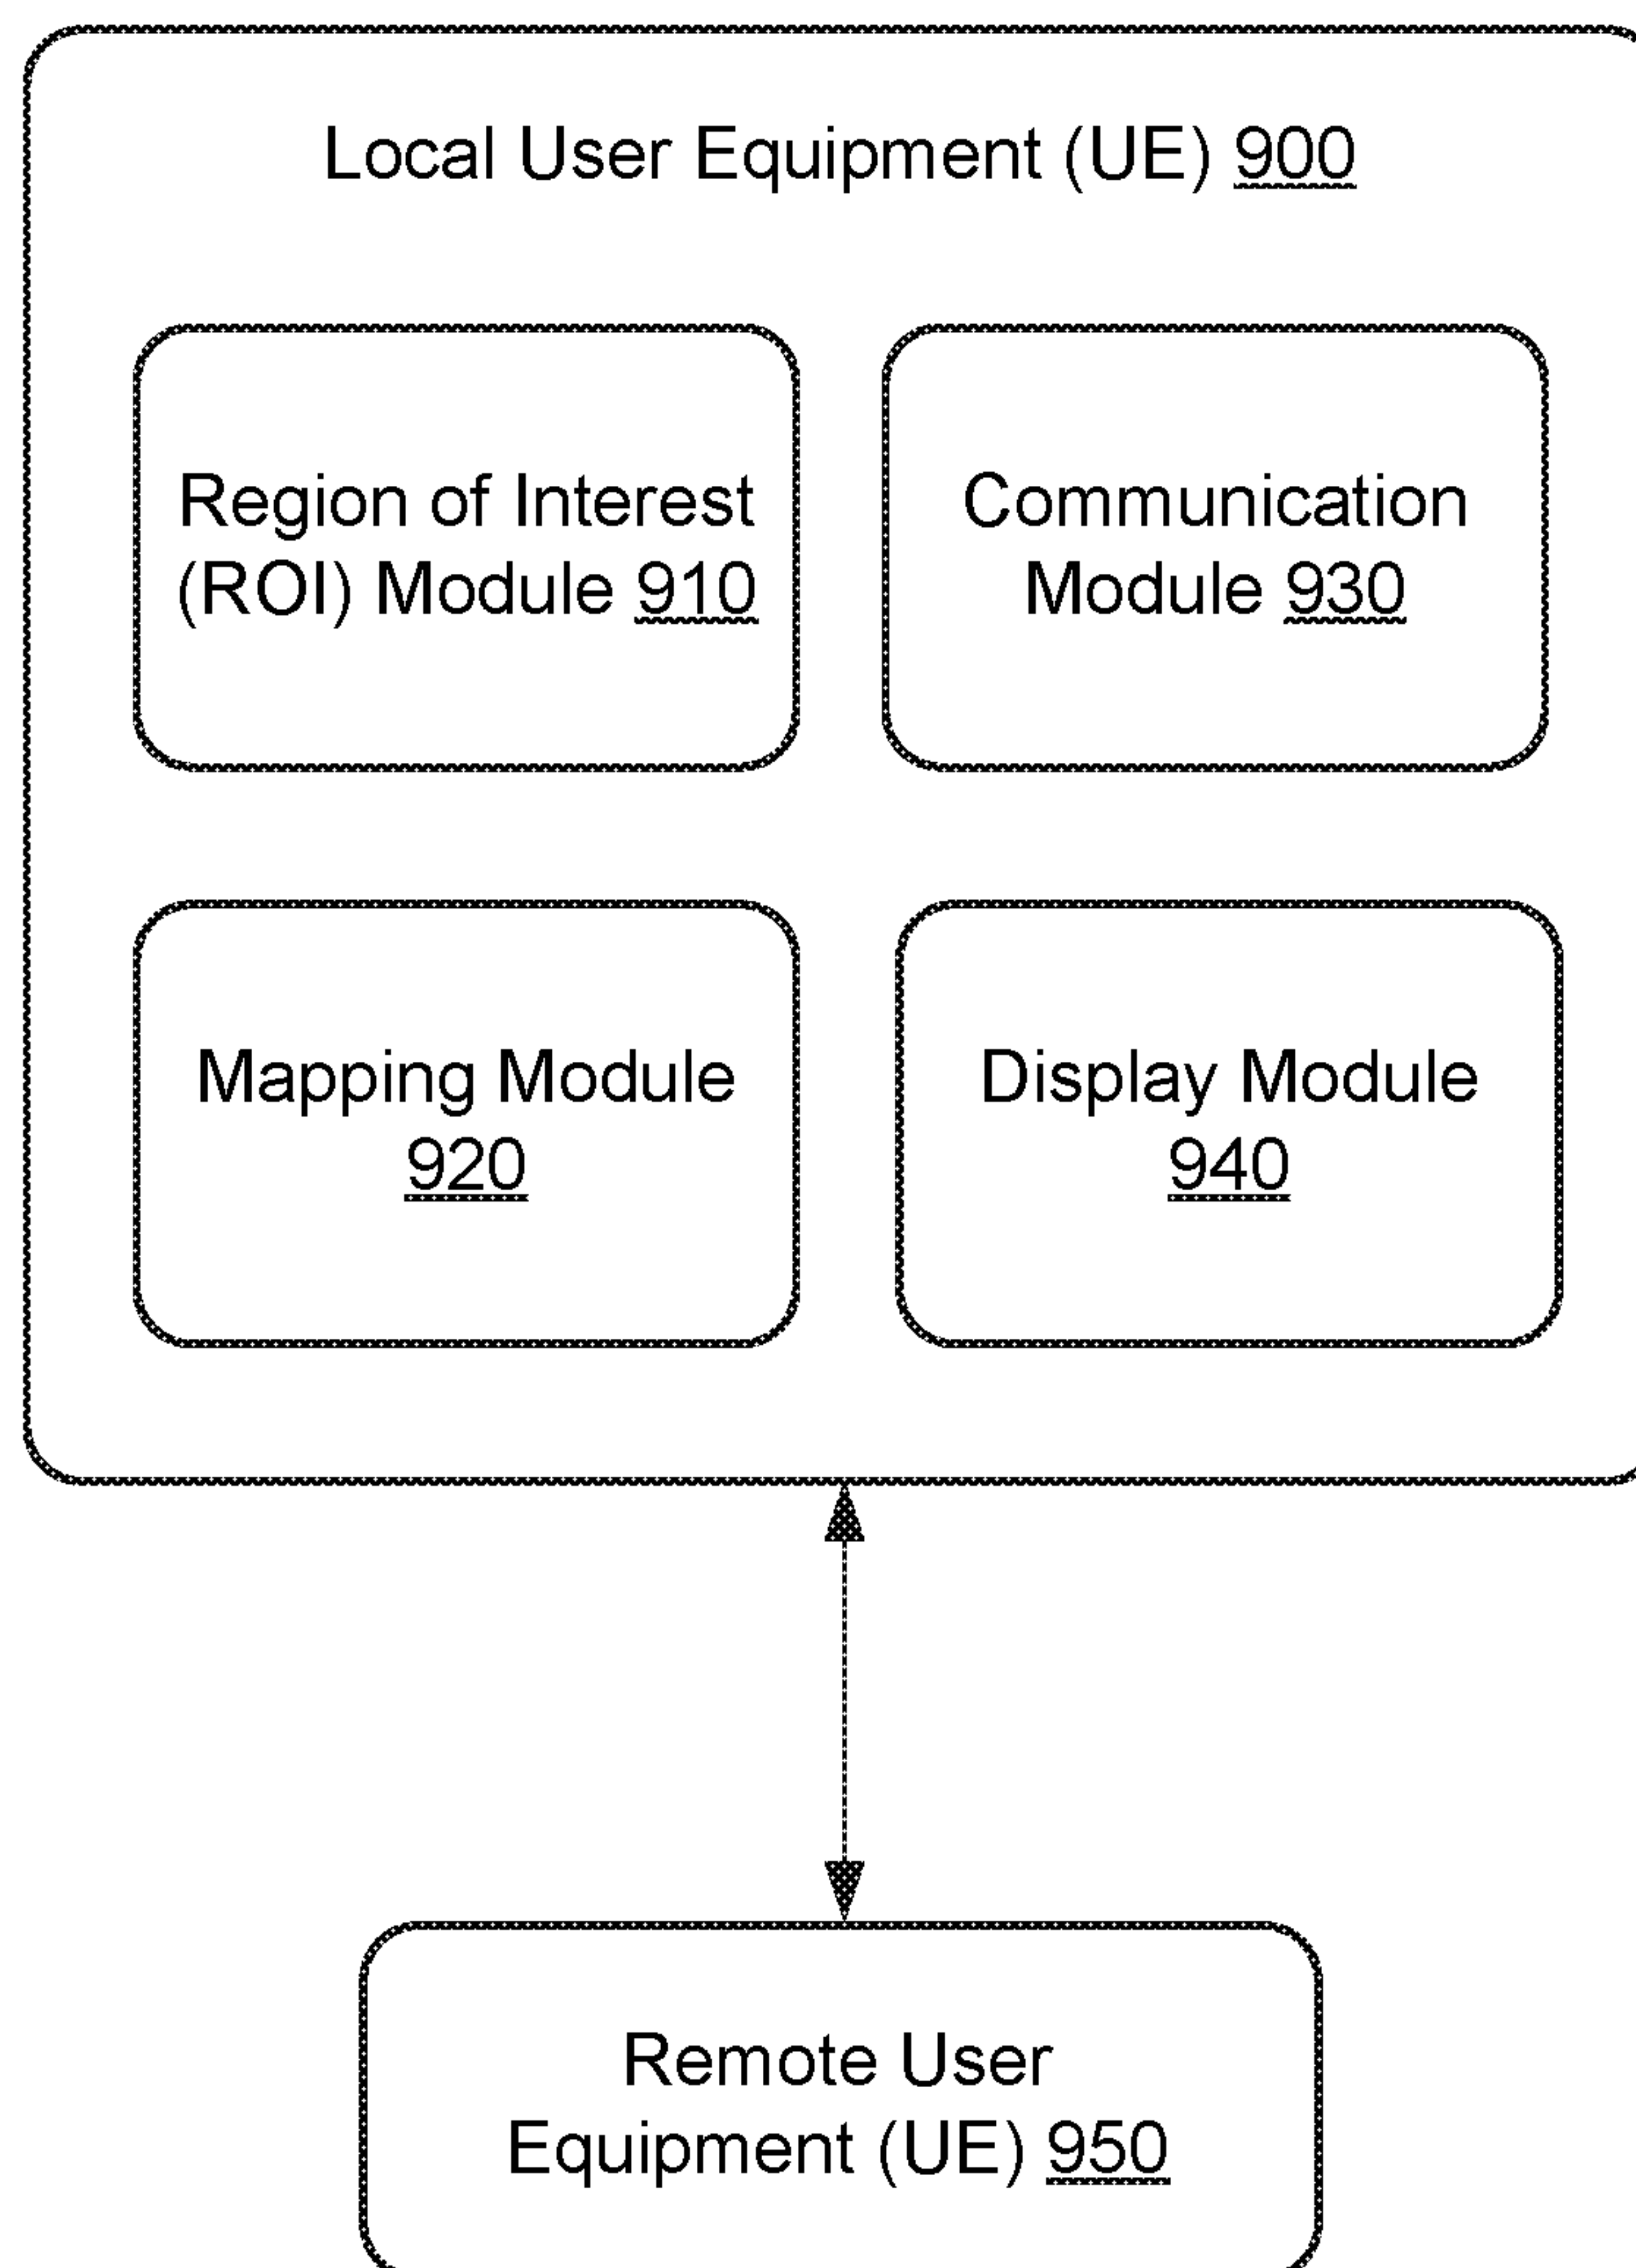 Local User Equipment (UE) 900
Region of Interest
(ROI) Module 910
Communication
Module 930
Mapping Module
920
Display Module
940
Remote User
Equipment (UE) 950